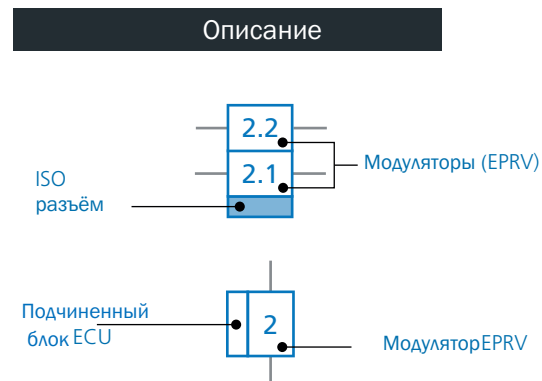 Описание
2.2
2.1
Модуляторы (EPRV)
ISO
разъём
Подчиненный
блок ECU
2
МодуляторEPRV